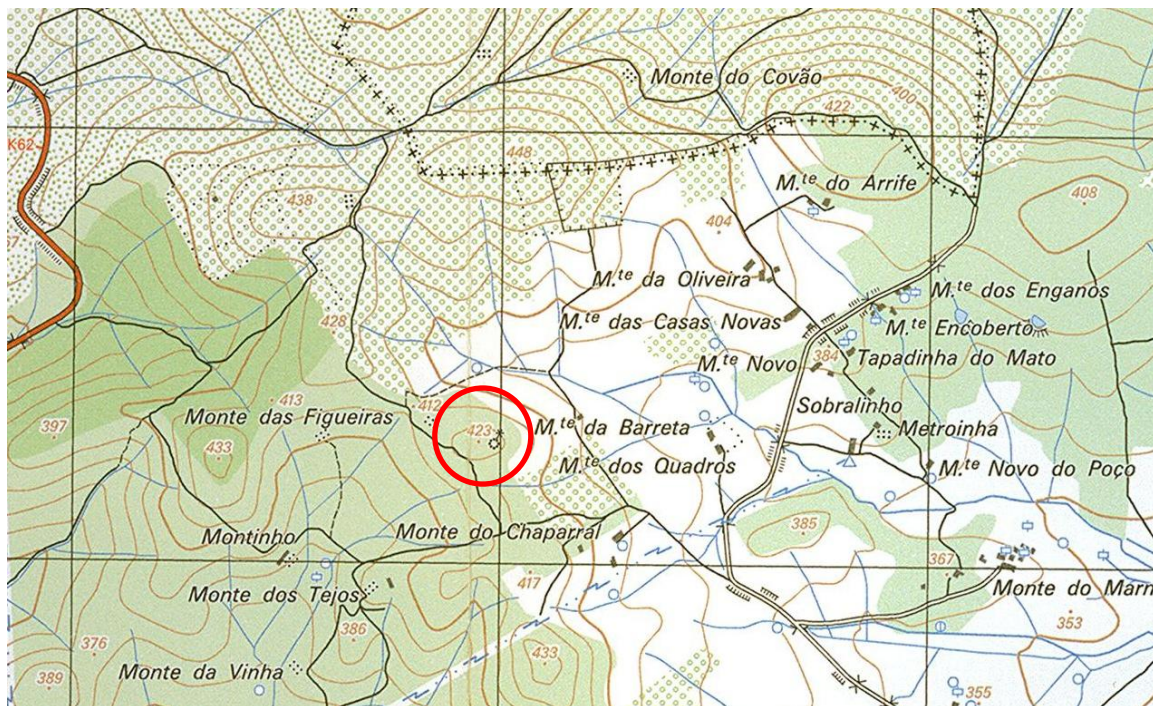 Monte do Covão
422
400
K62
448
M.te do Arrife
408
438
404
M.te da Oliveira
M.te dos Enganos
428
M.te das Casas Novas
M.te Encoberto
M.te Novo
384
Tapadinha do Mato
413
412
Monte das Figueiras
Sobralinho
397
423
M.te da Barreta
Metroinha
433
M.te dos Quadros
M.te Novo do Poço
Montinho
Monte do Chaparral
385
367
417
Monte dos Tejos
Monte do Marn
386
353
376
433
Monte da Vinha
389
355